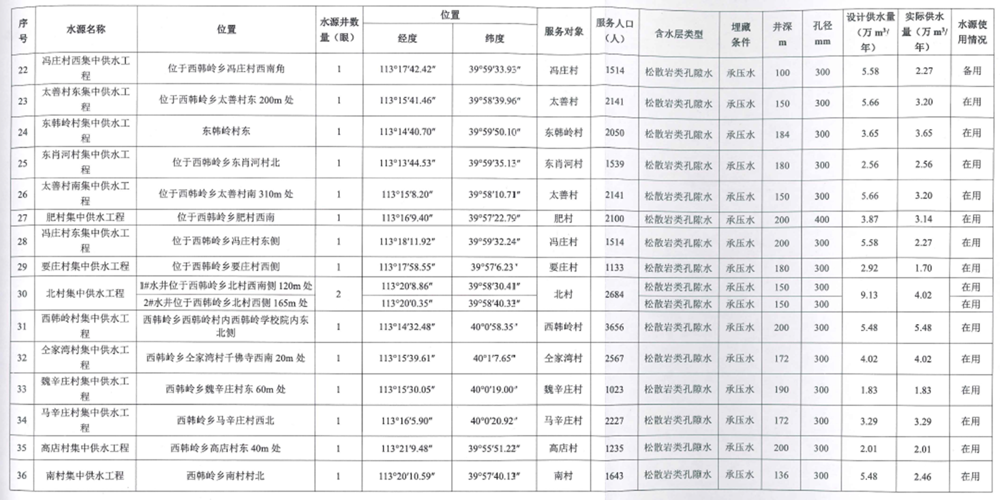 序号 水源名称 位置 水源井数量（眼） 位置 服务对象 服务人口（人） 含水层类型 埋藏条件 井深m 孔径mm 设计供水量（万m³/年） 实际供水量（万m³/年） 水源使用情况
经度 纬度
22 冯庄村西集中供水工程 位于西韩岭乡冯庄村西南角 1 113°17′42.42″ 39°59′33.93″ 冯庄村 1514 松散岩类孔隙水 承压水 100 300 5.58 2.27 备用
23 太善村东集中供水工程 位于西韩岭乡太善村东200m处 1 113°15′41.46″ 39°58′39.96″ 太善村 2141 松散岩类孔隙水 承压水 150 300 5.66 3.20 在用
24 东韩岭村集中供水工程 东韩岭村东 1 113°14′40.70″ 39°59′50.10″ 东韩岭村 2050 松散岩类孔隙水 承压水 184 300 3.65 3.65 在用
25 东肖河村集中供水工程 位于西韩岭乡东肖河村北 1 113°13′44.53″ 39°59′35.13″ 东肖河村 1539 松散岩类孔隙水 承压水 180 300 2.56 2.56 在用
26 太善村南集中供水工程 位于西韩岭乡太善村南310m处 1 113°15′8.20″ 39°58′10.71″ 太善村 2141 松散岩类孔隙水 承压水 150 300 5.66 3.20 在用
27 肥村集中供水工程 位于西韩岭乡肥村西南 1 113°16′9.40″ 39°57′22.79″ 肥村 2100 松散岩类孔隙水 承压水 200 400 3.87 3.14 在用
28 冯庄村东集中供水工程 位于西韩岭乡冯庄村东侧 1 113°18′11.92″ 39°59′32.24″ 冯庄村 1514 松散岩类孔隙水 承压水 200 300 5.58 2.27 在用
29 要庄村集中供水工程 位于西韩岭乡要庄村西侧 1 113°17′58.55″ 39°57′6.23″ 要庄村 1133 松散岩类孔隙水 承压水 180 300 2.92 1.70 在用
30 北村集中供水工程 1#水井位于西韩岭乡北村西南侧120m处 2 113°20′8.86″ 39°58′30.41″ 北村 2684 松散岩类孔隙水 承压水 150 300 9.13 4.02 在用
2#水井位于西韩岭乡北村西侧165m处 113°20′0.35″ 39°58′40.33″ 松散岩类孔隙水 承压水 150 300 在用
31 西韩岭村集中供水工程 西韩岭乡西韩岭村内西韩岭学校院内东北侧 1 113°14′32.48″ 40°0′58.35″ 西韩岭村 3656 松散岩类孔隙水 承压水 200 300 5.48 5.48 在用
32 仝家湾村集中供水工程 西韩岭乡仝家湾村千佛寺西南20m处 1 113°15′39.61″ 40°1′7.65″ 仝家湾村 2567 松散岩类孔隙水 承压水 172 300 4.02 4.02 在用
33 魏辛庄村集中供水工程 西韩岭乡魏辛庄村东60m处 1 113°15′30.05″ 40°0′19.00″ 魏辛庄村 1023 松散岩类孔隙水 承压水 190 300 1.83 1.83 在用
34 马辛庄村集中供水工程 西韩岭乡马辛庄村西北 1 113°16′5.90″ 40°0′20.92″ 马辛庄村 2227 松散岩类孔隙水 承压水 172 300 3.29 3.29 在用
35 高店村集中供水工程 西韩岭乡高店村东40m处 1 113°21′9.48″ 39°55′51.22″ 高店村 1235 松散岩类孔隙水 承压水 200 300 2.01 2.01 在用
36 南村集中供水工程 西韩岭乡南村村北 1 113°20′10.59″ 39°57′40.13″ 南村 1643 松散岩类孔隙水 承压水 136 300 5.48 2.46 在用